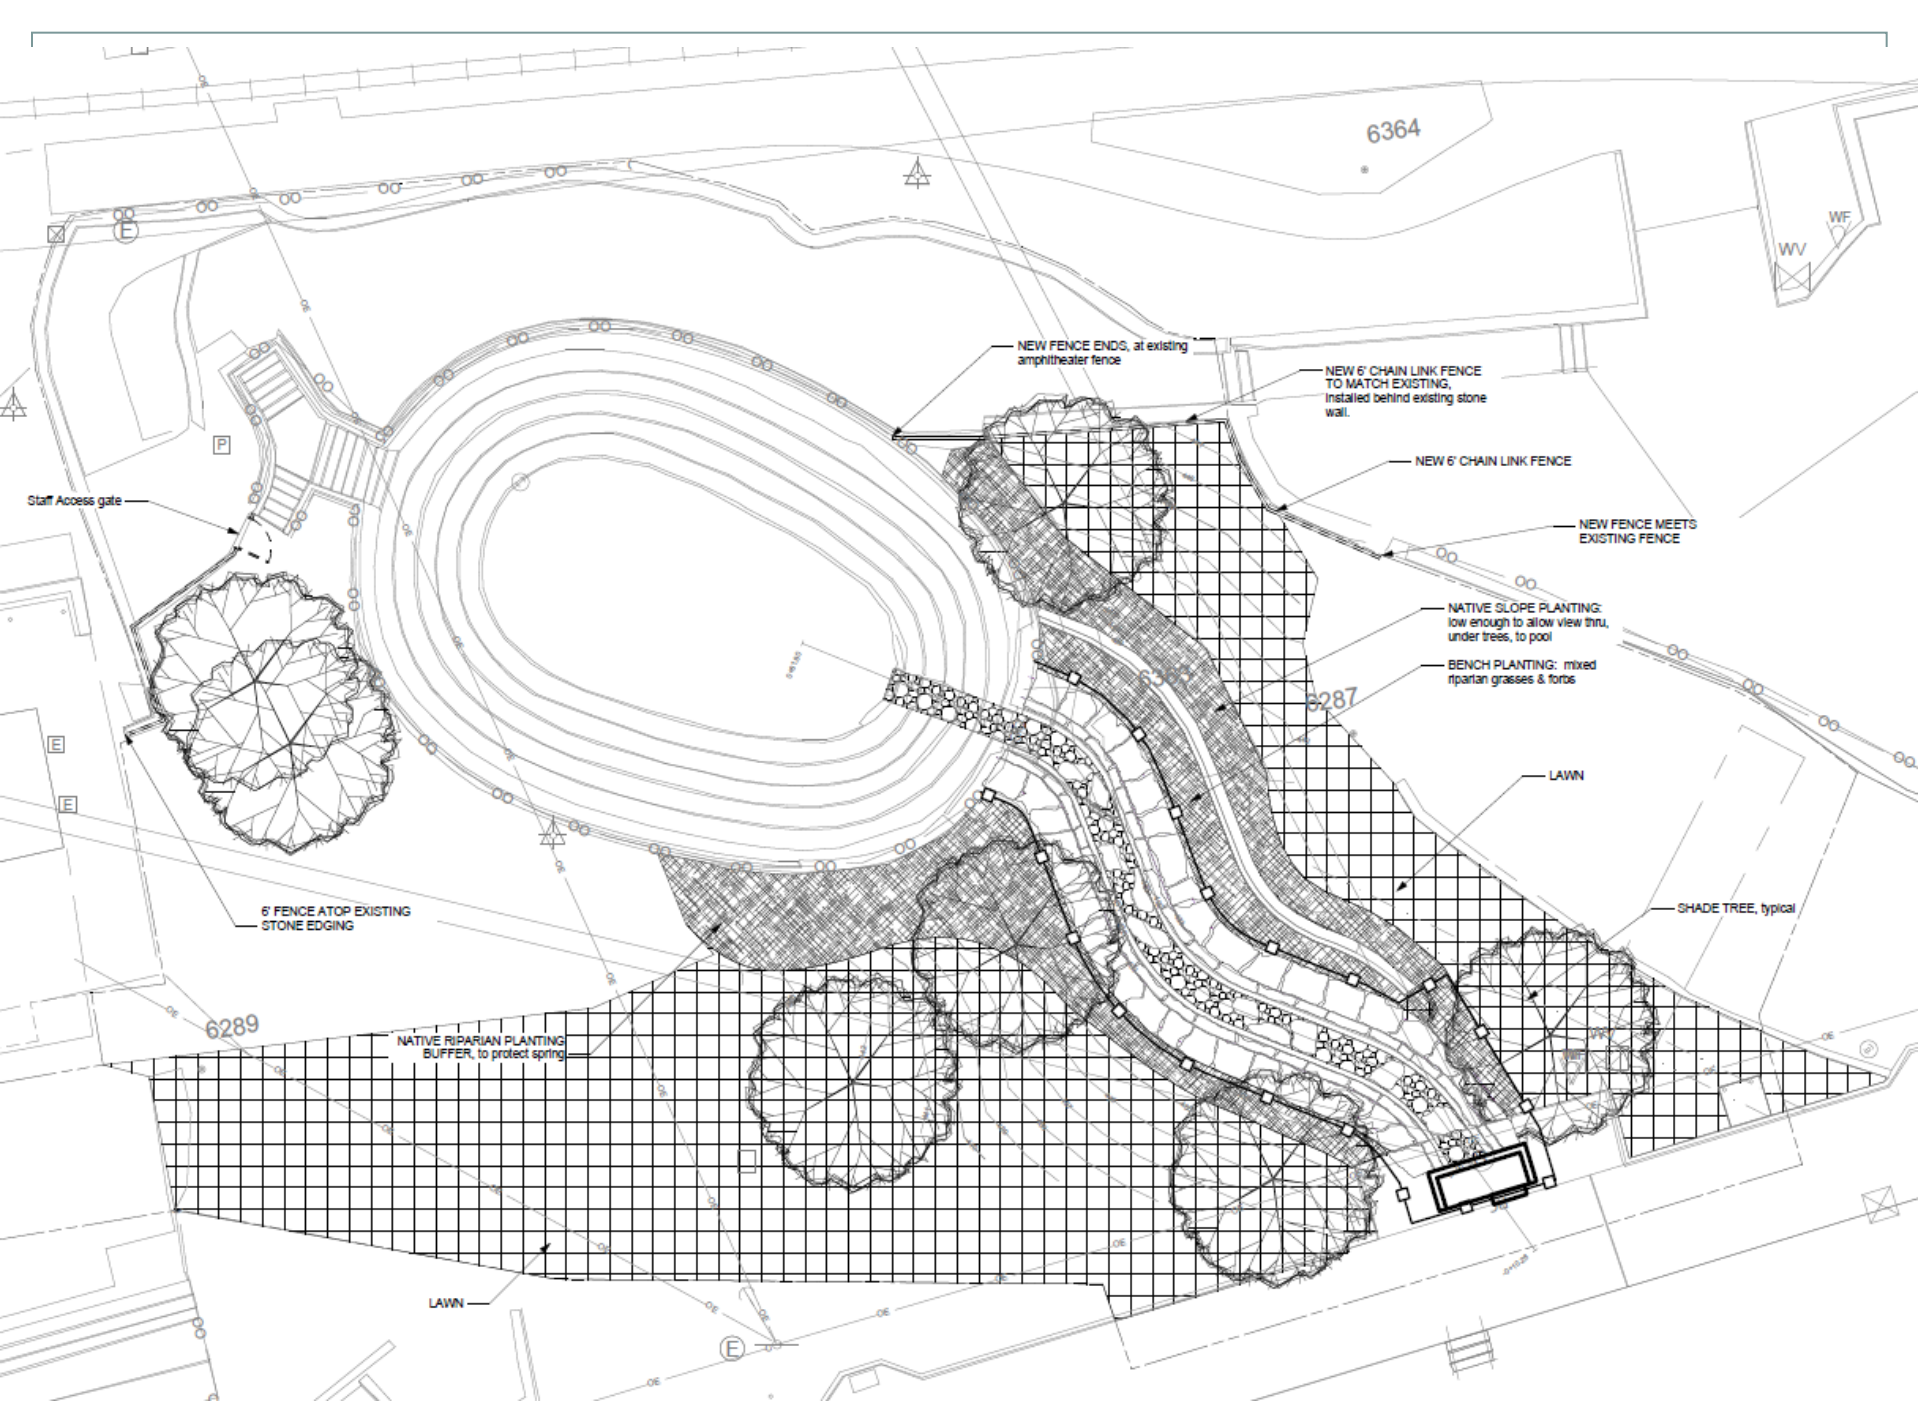 6364
WF
WV
E
NEW FENCE ENDS, at existing
amphitheater fence
NEW 6' CHAIN LINK FENCE
TO MATCH EXISTING,
installed behind existing stone
wall.
P
NEW 6' CHAIN LINK FENCE
Staff Access gate
NEW FENCE MEETS
EXISTING FENCE
NATIVE SLOPE PLANTING:
low enough to allow view thru,
under trees, to pool
BENCH PLANTING: mixed
riparian grasses & forbs
6287
E
LAWN
E
6' FENCE ATOP EXISTING
STONE EDGING
SHADE TREE, typical
6289
NATIVE RIPARIAN PLANTING
BUFFER, to protect spring
LAWN
E